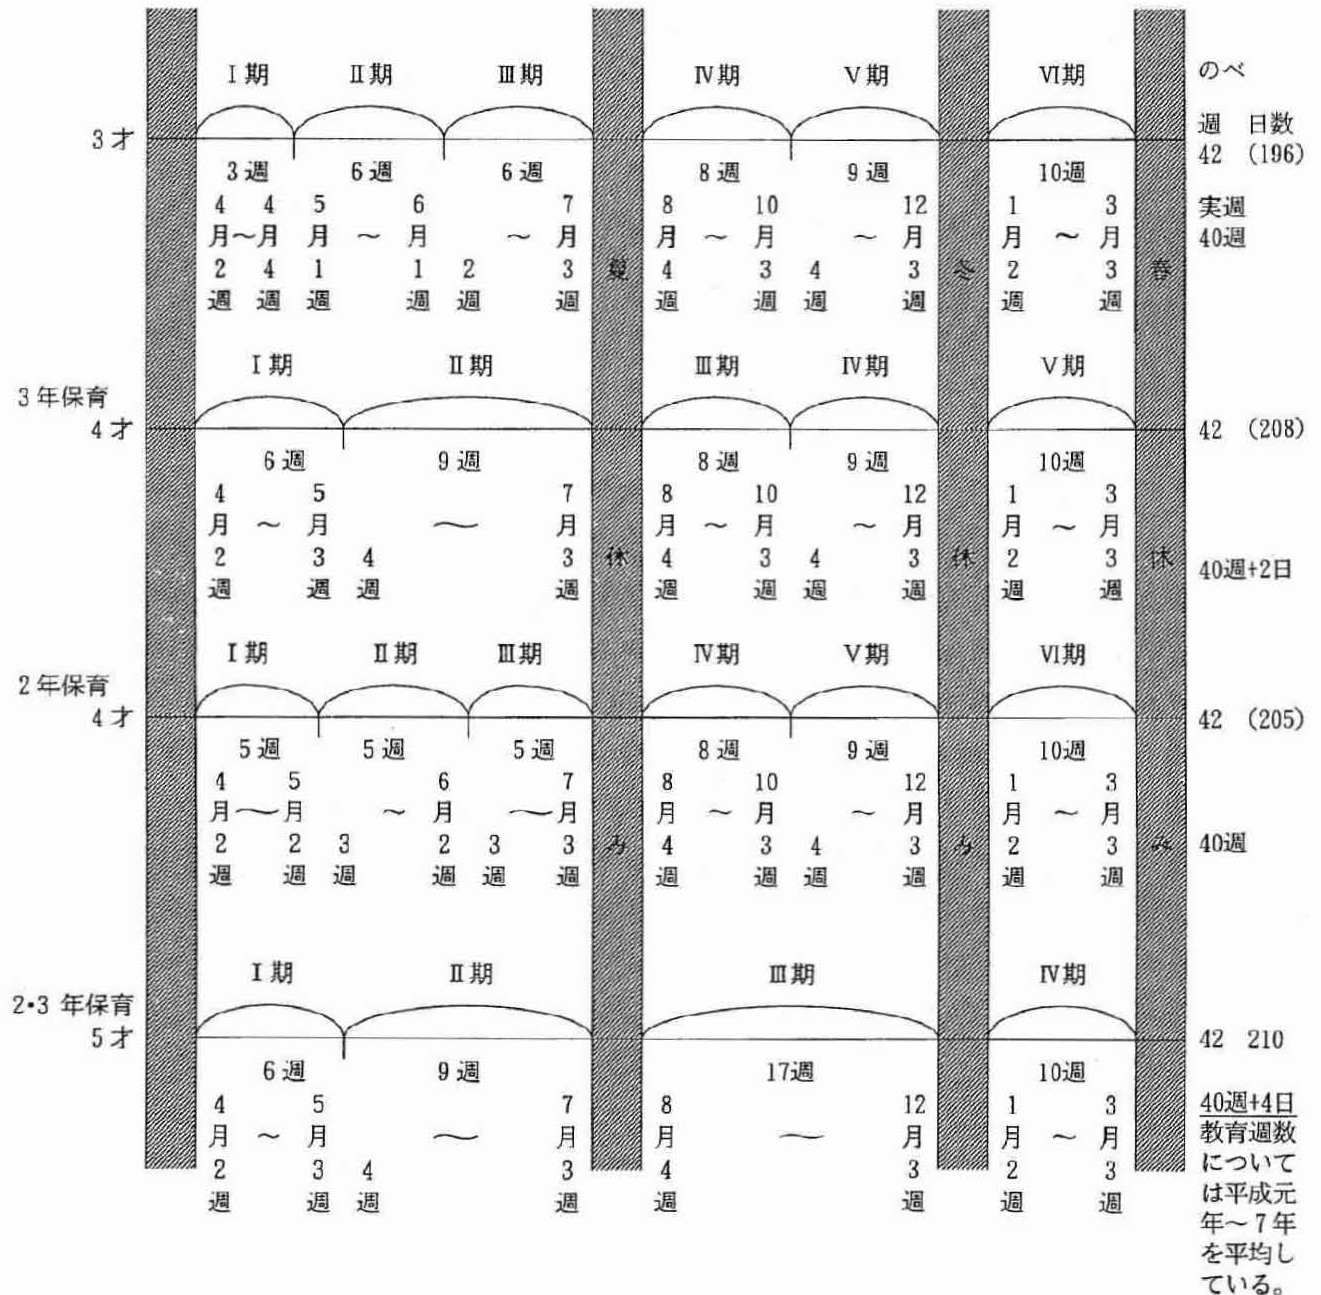 Ⅰ期 Ⅱ期 Ⅲ期 Ⅳ期 Ⅴ期 Ⅵ期 のべ
週 日数
3才 42 (196)
3週 6週 6週 8週 9週 10週
4 4 5 6 7 8 10 12 1 3 実週
月〜月 月 〜 月 〜 月 月 〜 月 〜 月 月 〜 月 40週
2 4 1 1 2 3 夏 4 3 4 3 冬 2 3 春
週 週 週 週 週 週 週 週 週 週 週 週
Ⅰ期 Ⅱ期 Ⅲ期 Ⅳ期 Ⅴ期
3年保育
4才 42 (208)
6週 9週 8週 9週 10週
4 5 7 8 10 12 1 3
月 〜 月 〜 月 月 〜 月 〜 月 月 〜 月
2 3 4 3 休 4 3 4 3 休 2 3 休 40週+2日
週 週 週 週 週 週 週 週 週 週
Ⅰ期 Ⅱ期 Ⅲ期 Ⅳ期 Ⅴ期 Ⅵ期
2年保育
4才 42 (205)
5週 5週 5週 8週 9週 10週
4 5 6 7 8 10 12 1 3
月〜月 〜 月 〜月 月 〜 月 〜 月 月 〜 月
2 2 3 2 3 3 み 4 3 4 3 み 2 3 み 40週
週 週 週 週 週 週 週 週 週 週 週 週
Ⅰ期 Ⅱ期 Ⅲ期 Ⅳ期
2・3年保育
5才 42 210
6週 9週 17週 10週
4 5 7 8 12 1 3 40週+4日
月 〜 月 〜 月 月 〜 月 月 〜 月 教育週数
2 3 4 3 4 3 2 3 について
週 週 週 週 週 週 週 週 は平成元
年〜7年
を平均し
ている。